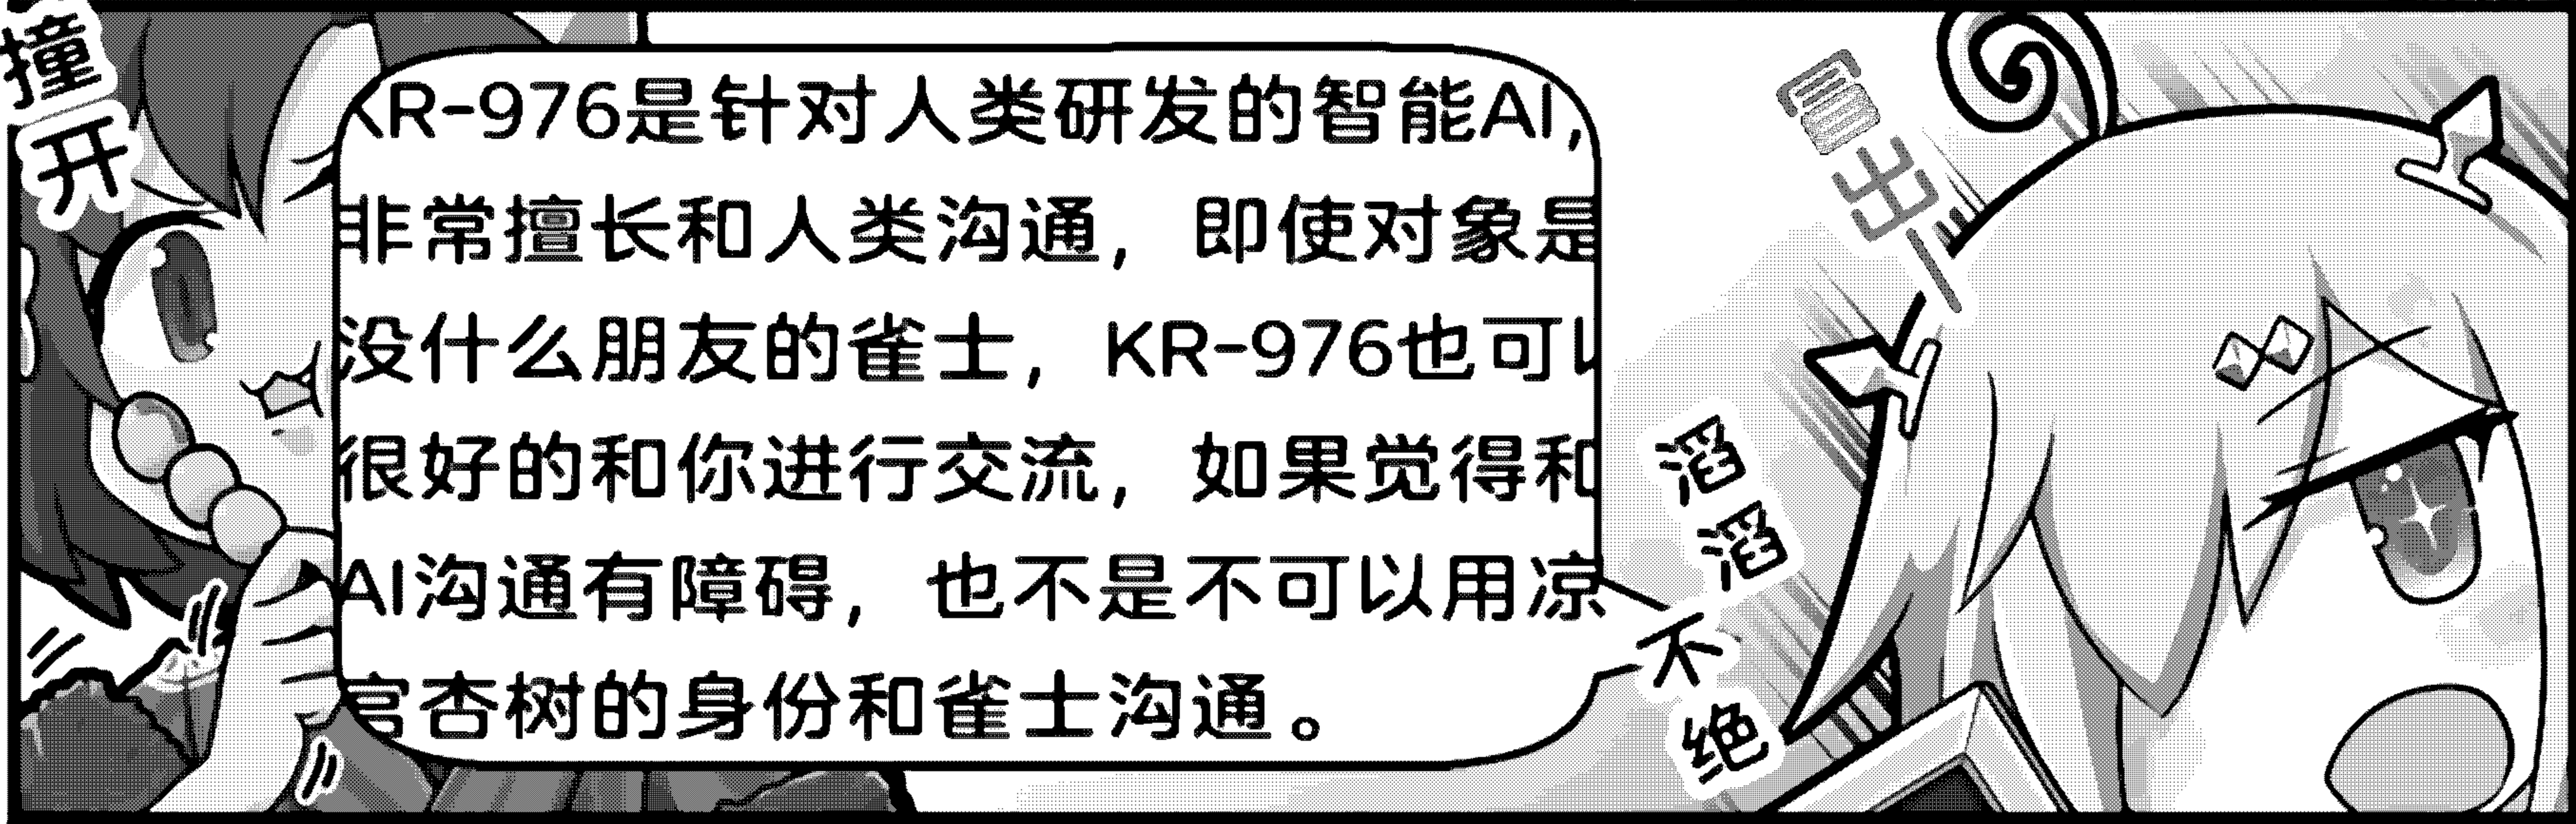 撞开
KR-976是针对人类研发的智能AI,
非常擅长和人类沟通，即使对象是
没什么朋友的雀士，KR-976也可以
很好的和你进行交流，如果觉得和
AI沟通有障碍，也不是不可以用凉
宫杏树的身份和雀士沟通。
冒出—
滔滔不绝